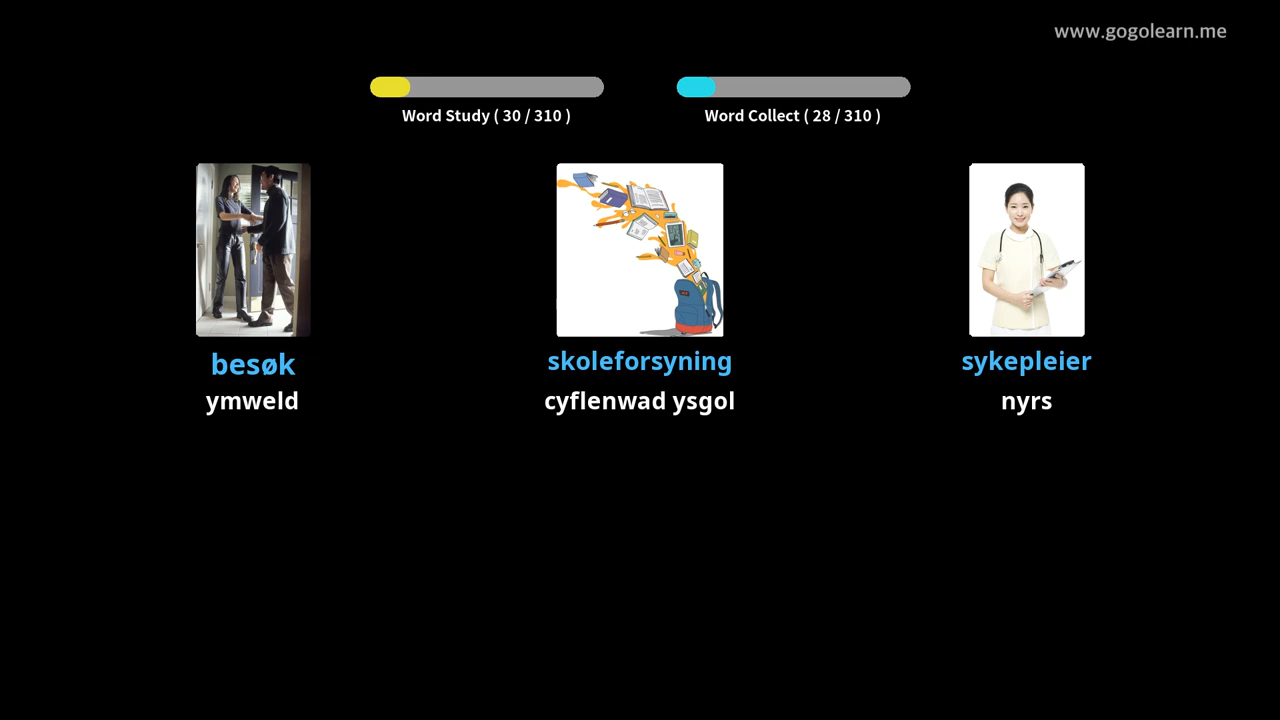 www.gogolearn.me
Word Study ( 30 / 310 )
Word Collect ( 28 / 310 )
besøk
skoleforsyning
sykepleier
ymweld
cyflenwad ysgol
nyrs